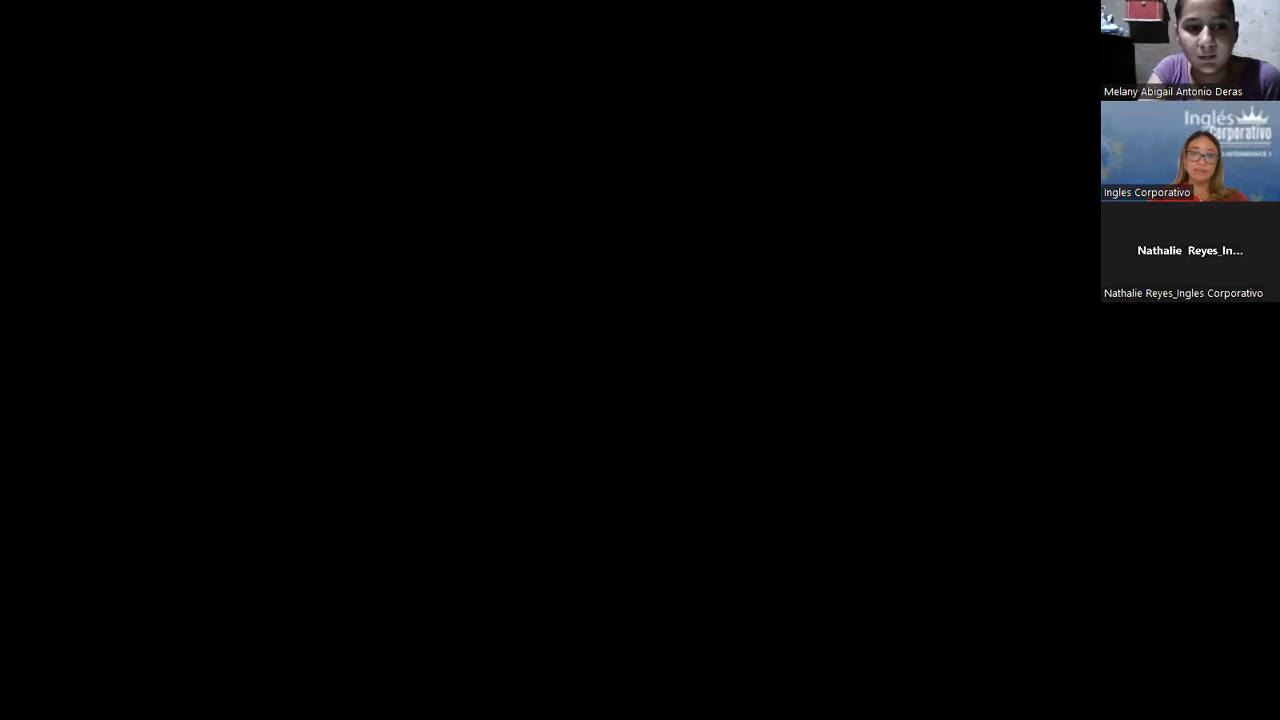 Melany Abigail Antonio Deras
Inglés
Corporativo
Ingles Corporativo
Nathalie Reyes_In...
Nathalie Reyes_Ingles Corporativo